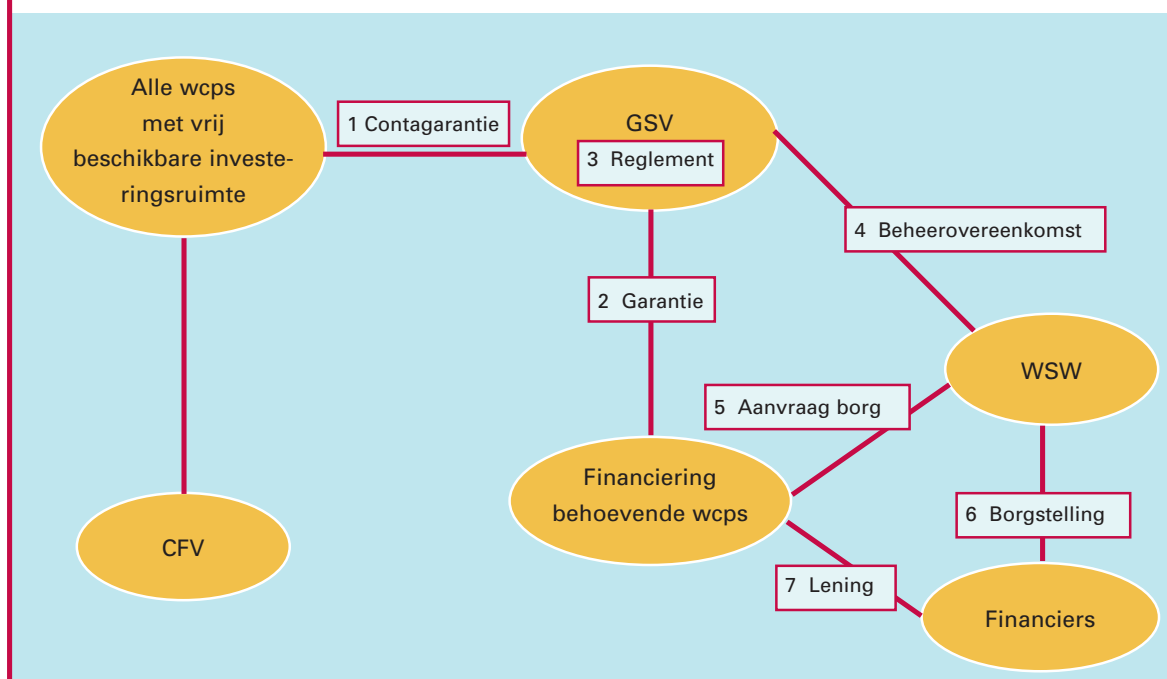 Alle wcps
met vrij
beschikbare investe-
ringsruimte
1 Contagarantie
GSV
3 Reglement
4 Beheerovereenkomst
2 Garantie
WSW
5 Aanvraag borg
Financiering
behoevende wcps
6 Borgstelling
CFV
7 Lening
Financiers